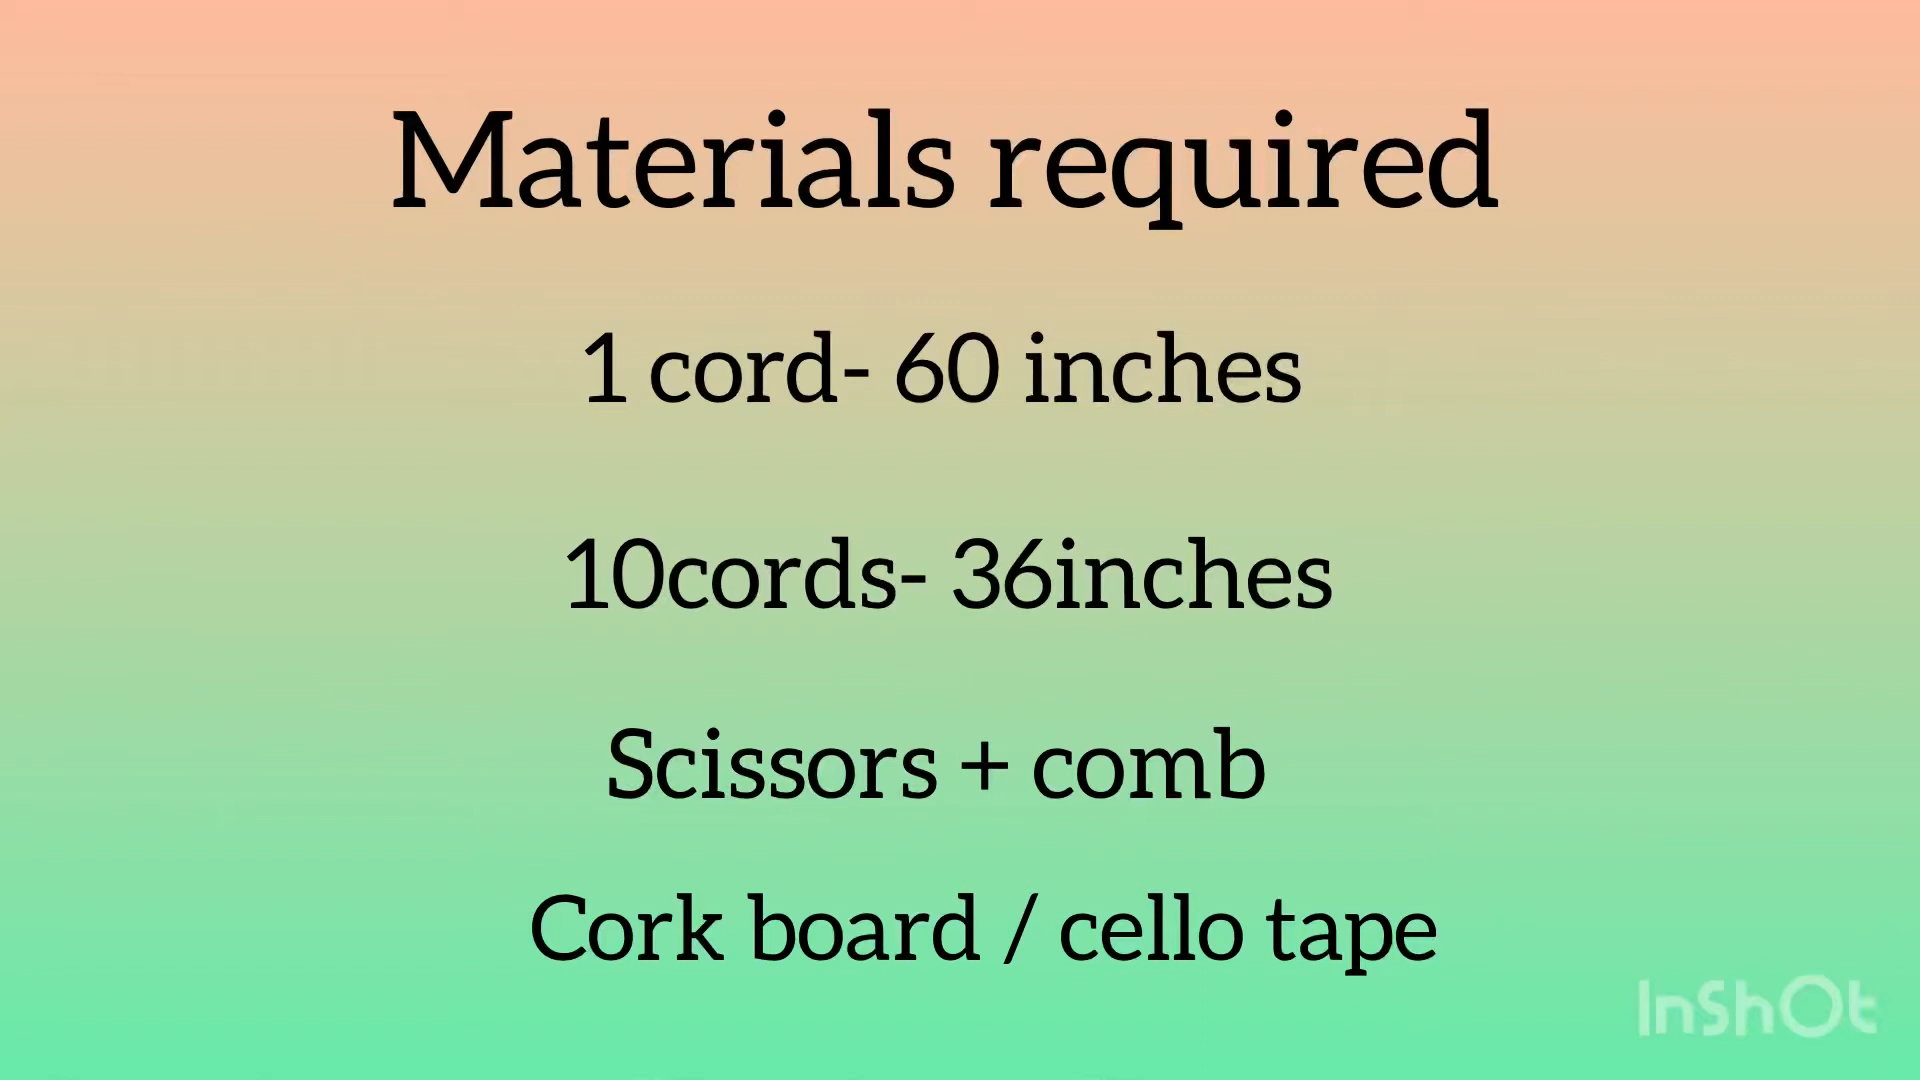 Materials required
1 cord- 60 inches
10cords- 36inches
Scissors + comb
Cork board / cello tape
InShOt